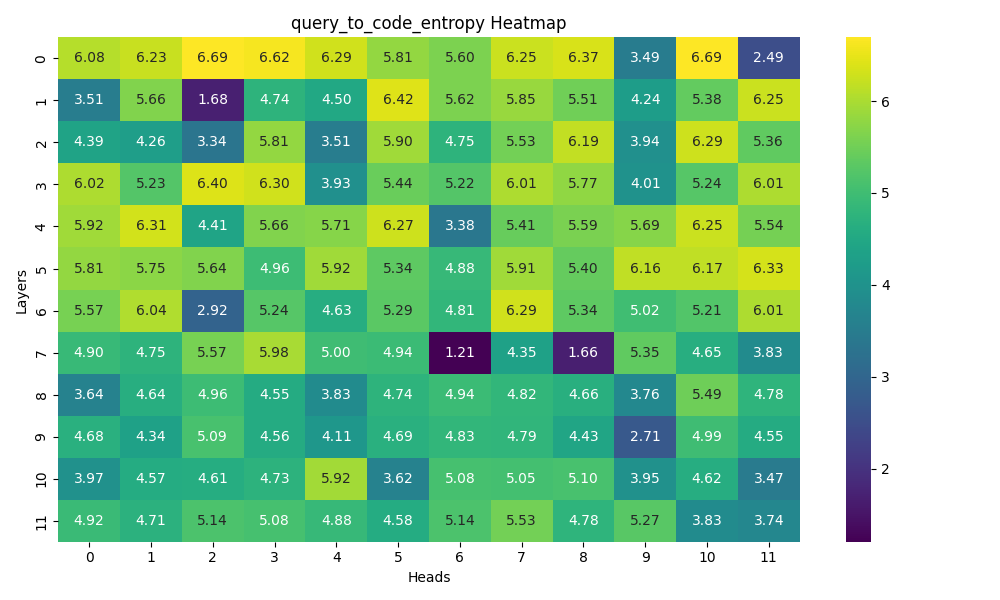 query_to_code_entropy Heatmap
Layers
0 6.08 6.23 6.69 6.62 6.29 5.81 5.60 6.25 6.37 3.49 6.69 2.49
1 3.51 5.66 1.68 4.74 4.50 6.42 5.62 5.85 5.51 4.24 5.38 6.25
2 4.39 4.26 3.34 5.81 3.51 5.90 4.75 5.53 6.19 3.94 6.29 5.36
3 6.02 5.23 6.40 6.30 3.93 5.44 5.22 6.01 5.77 4.01 5.24 6.01
4 5.92 6.31 4.41 5.66 5.71 6.27 3.38 5.41 5.59 5.69 6.25 5.54
5 5.81 5.75 5.64 4.96 5.92 5.34 4.88 5.91 5.40 6.16 6.17 6.33
6 5.57 6.04 2.92 5.24 4.63 5.29 4.81 6.29 5.34 5.02 5.21 6.01
7 4.90 4.75 5.57 5.98 5.00 4.94 1.21 4.35 1.66 5.35 4.65 3.83
8 3.64 4.64 4.96 4.55 3.83 4.74 4.94 4.82 4.66 3.76 5.49 4.78
9 4.68 4.34 5.09 4.56 4.11 4.69 4.83 4.79 4.43 2.71 4.99 4.55
10 3.97 4.57 4.61 4.73 5.92 3.62 5.08 5.05 5.10 3.95 4.62 3.47
11 4.92 4.71 5.14 5.08 4.88 4.58 5.14 5.53 4.78 5.27 3.83 3.74
0 1 2 3 4 5 6 7 8 9 10 11
Heads
6
5
4
3
2